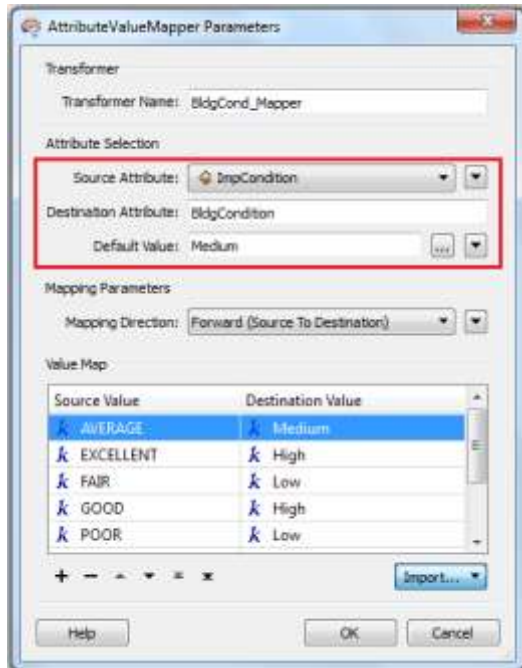 AttributeValueMapper Parameters
Transformer
Transformer Name: BldgCond_Mapper
Attribute Selection
Source Attribute: ImpCondition
Destination Attribute: BldgCondition
Default Value: Medium ...
Mapping Parameters
Mapping Direction: Forward (Source To Destination)
Value Map
Source Value Destination Value
k AVERAGE k Medium
k EXCELLENT k High
k FAIR k Low
k GOOD k High
k POOR k Low
Import...
Help OK Cancel